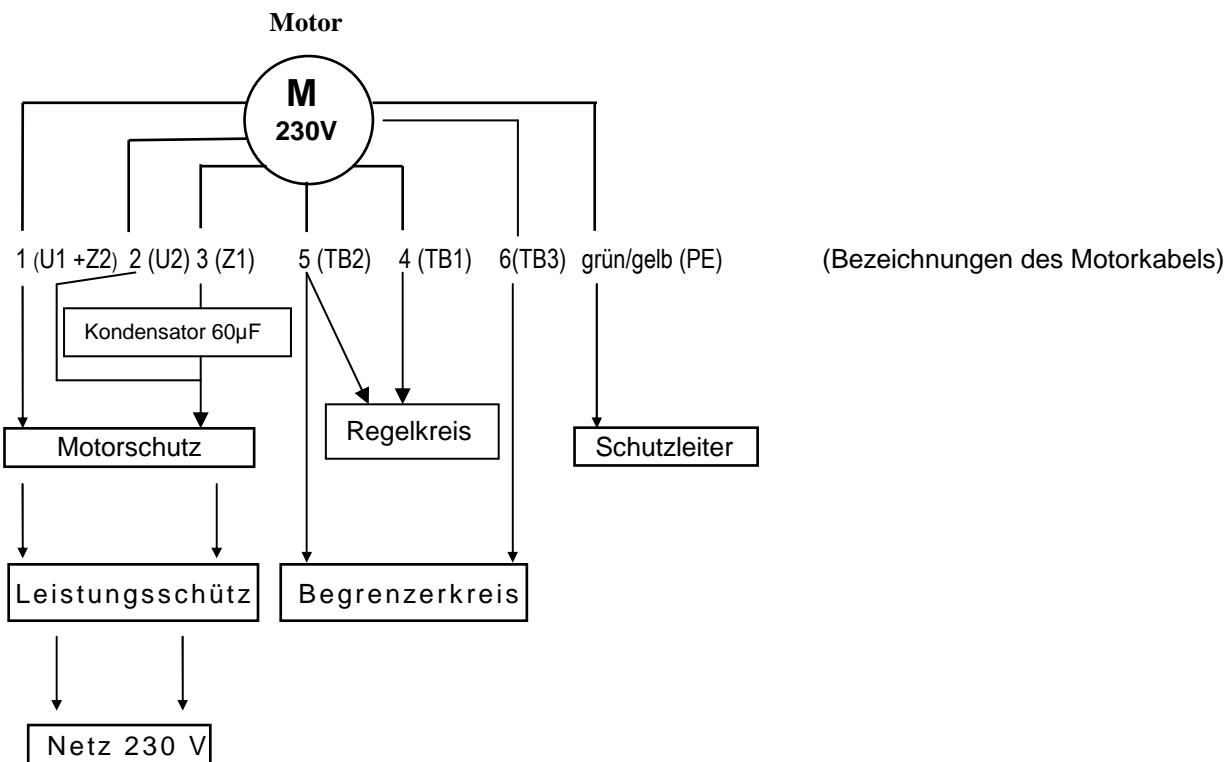 Motor
M
230V
1 (U1 +Z2) 2 (U2) 3 (Z1) 5 (TB2) 4 (TB1) 6(TB3) grün/gelb (PE) (Bezeichnungen des Motorkabels)
Kondensator 60µF
Motorschutz
Regelkreis
Schutzleiter
Leistungsschütz
Begrenzerkreis
Netz 230 V